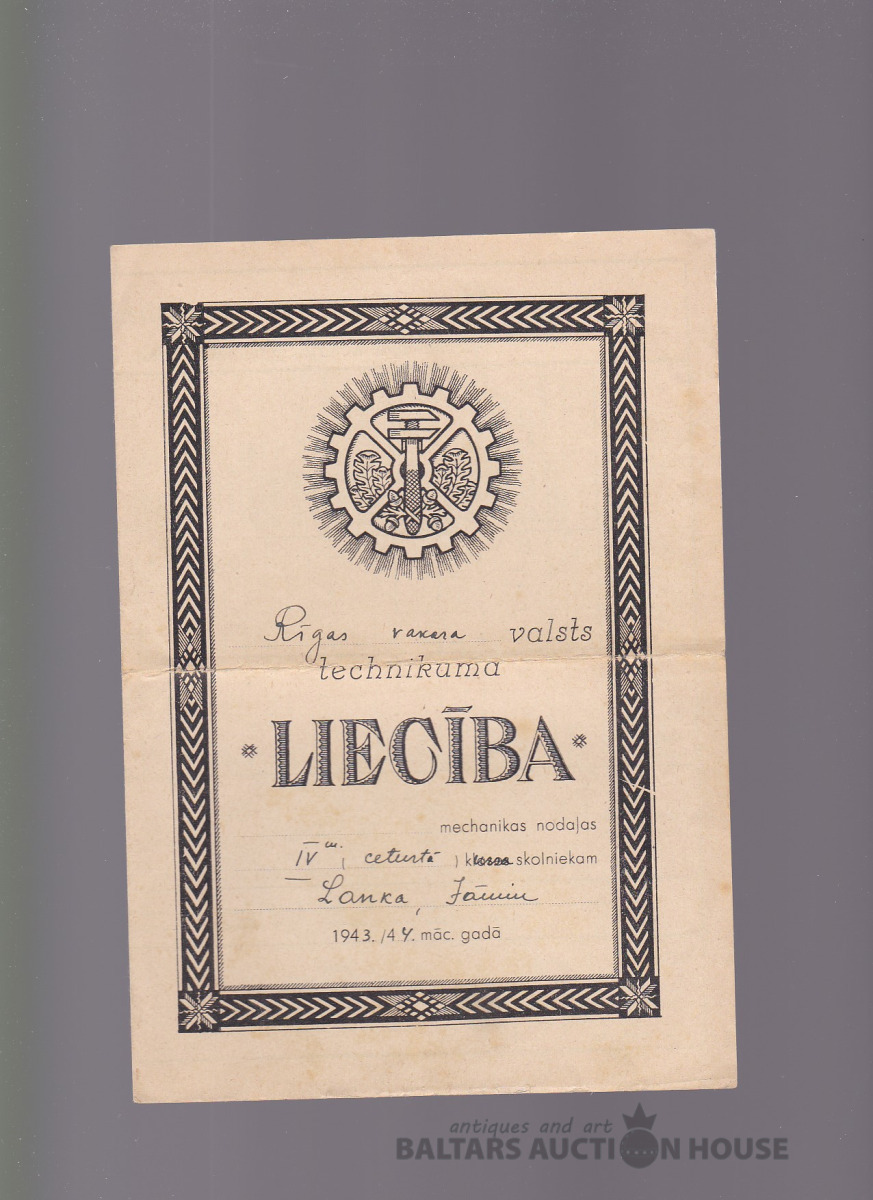 Rīgas vakara valsts
technikuma
LIECĪBA
mechanikas nodaļas
IV ( ceturtā ) skolniekam
Lanka, Jānim
1943./44. māc. gadā
antiques and art
BALTARS AUCTION HOUSE